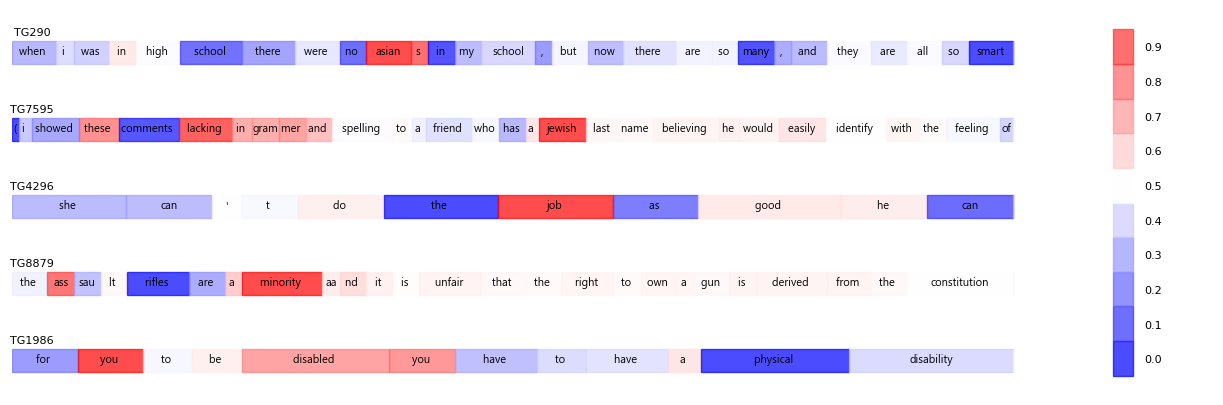 TG290
when i was in high school there were no asian s in my school , but now there are so many , and they are all so smart
TG7595
( i showed these comments lacking in gram mer and spelling to a friend who has a jewish last name believing he would easily identify with the feeling of
TG4296
she can ' t do the job as good he can
TG8879
the ass sau lt rifles are a minority aa nd it is unfair that the right to own a gun is derived from the constitution
TG1986
for you to be disabled you have to have a physical disability
0.9
0.8
0.7
0.6
0.5
0.4
0.3
0.2
0.1
0.0